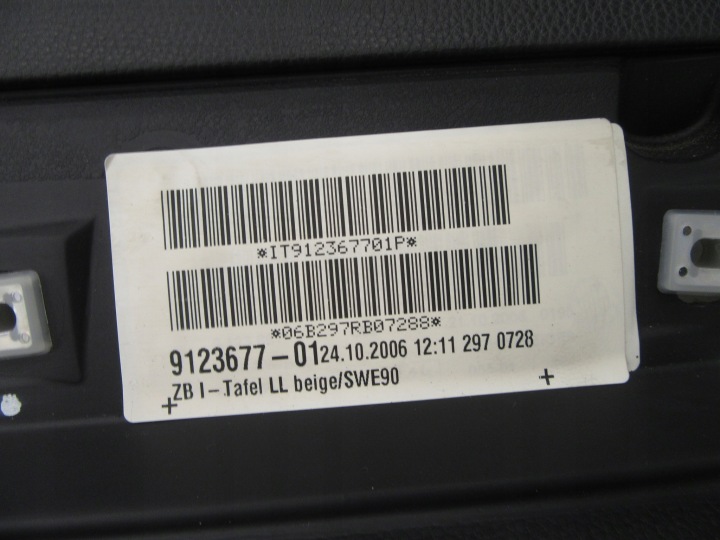 *IT912367701P*
*06B297RB07288*
9123677-01 24.10.2006 12:11 297 0728
ZB I-Tafel LL beige/SWE90